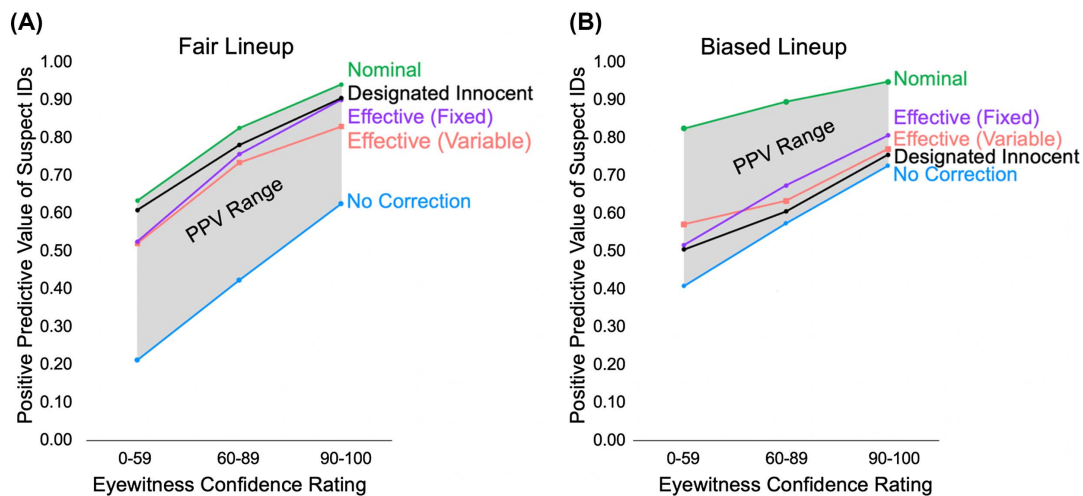 (A)
Fair Lineup
Positive Predictive Value of Suspect IDs
1.00
0.90
0.80
0.70
0.60
0.50
0.40
0.30
0.20
0.10
0.00
Nominal
Designated Innocent
Effective (Fixed)
Effective (Variable)
No Correction
PPV Range
0-59
60-89
90-100
Eyewitness Confidence Rating
(B)
Biased Lineup
Positive Predictive Value of Suspect IDs
1.00
0.90
0.80
0.70
0.60
0.50
0.40
0.30
0.20
0.10
0.00
Nominal
Effective (Fixed)
Effective (Variable)
Designated Innocent
No Correction
PPV Range
0-59
60-89
90-100
Eyewitness Confidence Rating